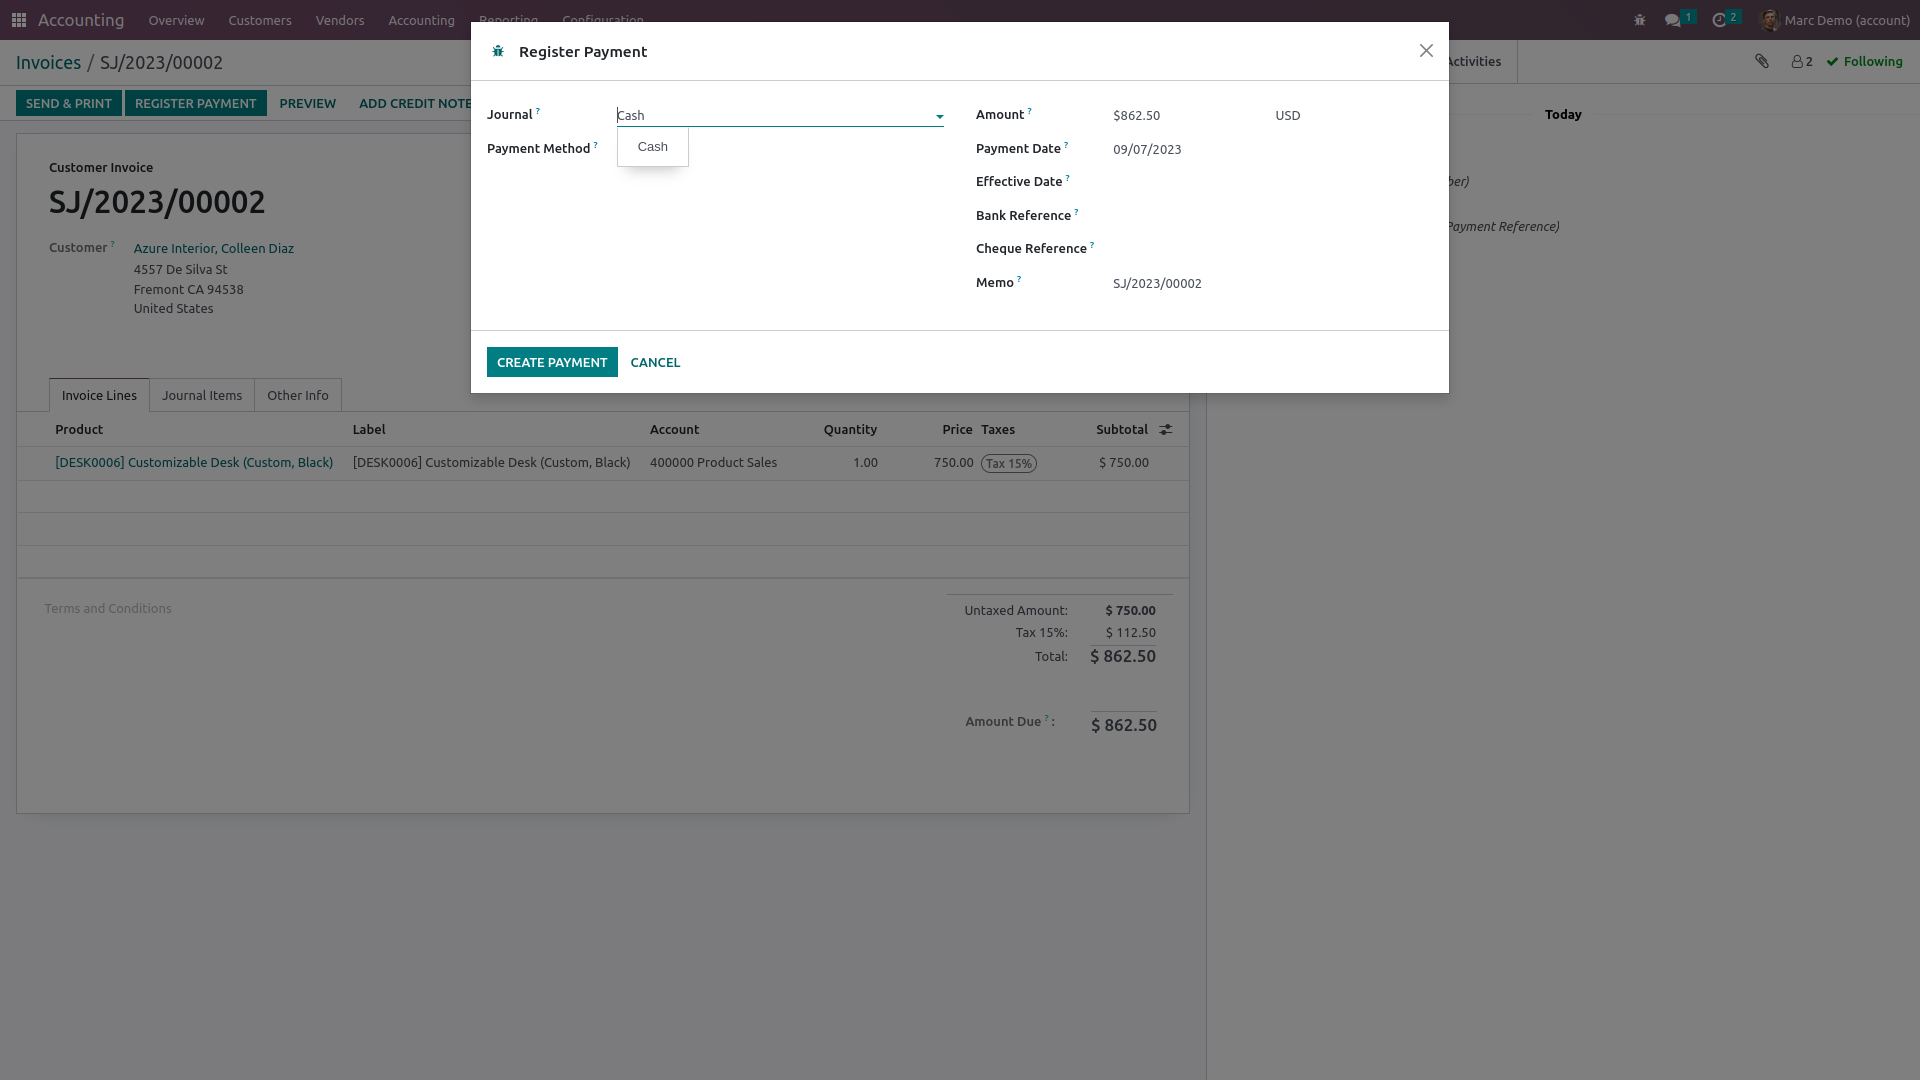 Accounting Overview Customers Vendors Accounting Reporting Configuration 1 2 Marc Demo (account)
Invoices / SJ/2023/00002
Activities 2 Following
SEND & PRINT REGISTER PAYMENT PREVIEW ADD CREDIT NOTE
Register Payment
Journal ? Cash
Cash
Payment Method ?
Amount ? $862.50 USD
Payment Date ? 09/07/2023
Effective Date ?
Bank Reference ?
Cheque Reference ?
Memo ? SJ/2023/00002
CREATE PAYMENT CANCEL
Today
ber)
Payment Reference)
Customer Invoice
SJ/2023/00002
Customer ? Azure Interior, Colleen Diaz
4557 De Silva St
Fremont CA 94538
United States
Invoice Lines Journal Items Other Info
Product Label Account Quantity Price Taxes Subtotal
[DESK0006] Customizable Desk (Custom, Black) [DESK0006] Customizable Desk (Custom, Black) 400000 Product Sales 1.00 750.00 Tax 15% $ 750.00
Terms and Conditions
Untaxed Amount: $ 750.00
Tax 15%: $ 112.50
Total: $ 862.50
Amount Due ? : $ 862.50